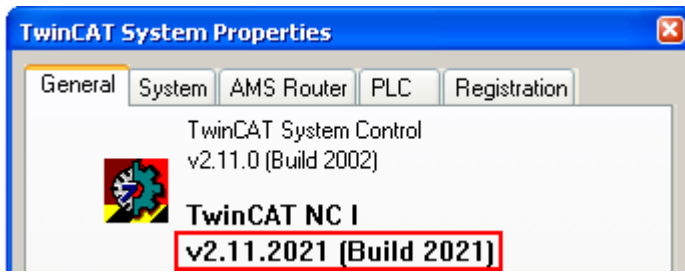 TwinCAT System Properties
General System AMS Router PLC Registration
TwinCAT System Control
v2.11.0 (Build 2002)
TwinCAT NC I
v2.11.2021 (Build 2021)